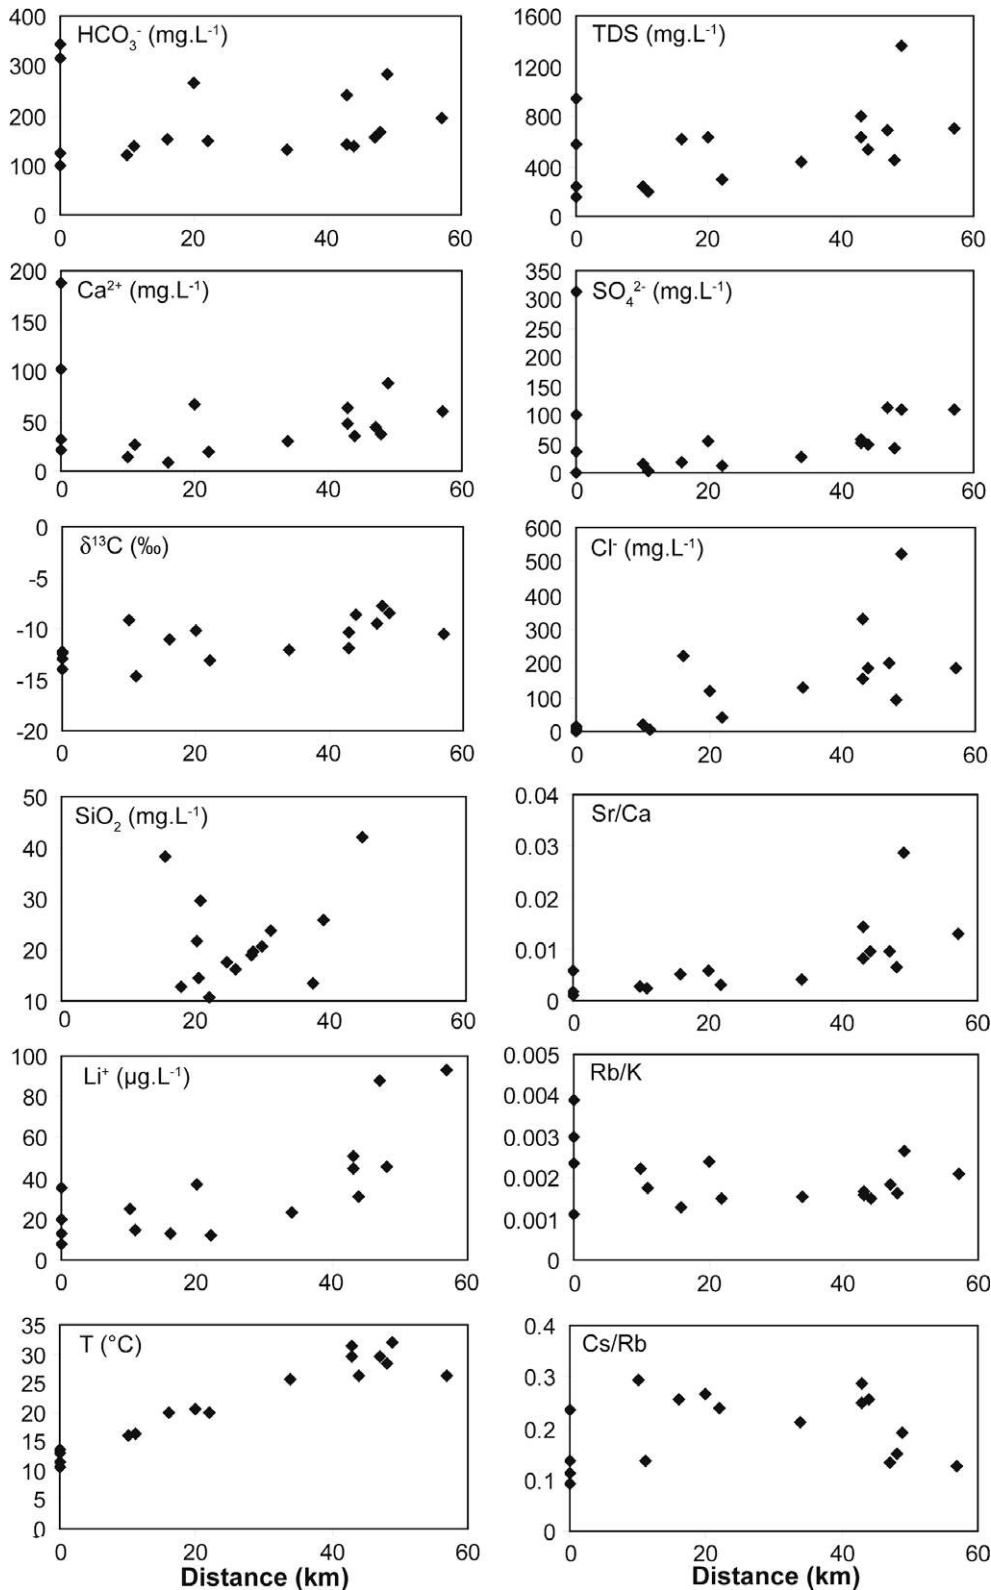 HCO₃⁻ (mg.L⁻¹)
400
300
200
100
0
0 20 40 60
TDS (mg.L⁻¹)
1600
1200
800
400
0
0 20 40 60
Ca²⁺ (mg.L⁻¹)
200
150
100
50
0
0 20 40 60
SO₄²⁻ (mg.L⁻¹)
350
300
250
200
150
100
50
0
0 20 40 60
δ¹³C (‰)
0
-5
-10
-15
-20
0 20 40 60
Cl⁻ (mg.L⁻¹)
600
500
400
300
200
100
0
0 20 40 60
SiO₂ (mg.L⁻¹)
50
40
30
20
10
0 20 40 60
Sr/Ca
0.04
0.03
0.02
0.01
0
0 20 40 60
Li⁺ (µg.L⁻¹)
100
80
60
40
20
0
0 20 40 60
Rb/K
0.005
0.004
0.003
0.002
0.001
0
0 20 40 60
T (°C)
35
30
25
20
15
10
5
0
0 20 40 60
Distance (km)
Cs/Rb
0.4
0.3
0.2
0.1
0
0 20 40 60
Distance (km)